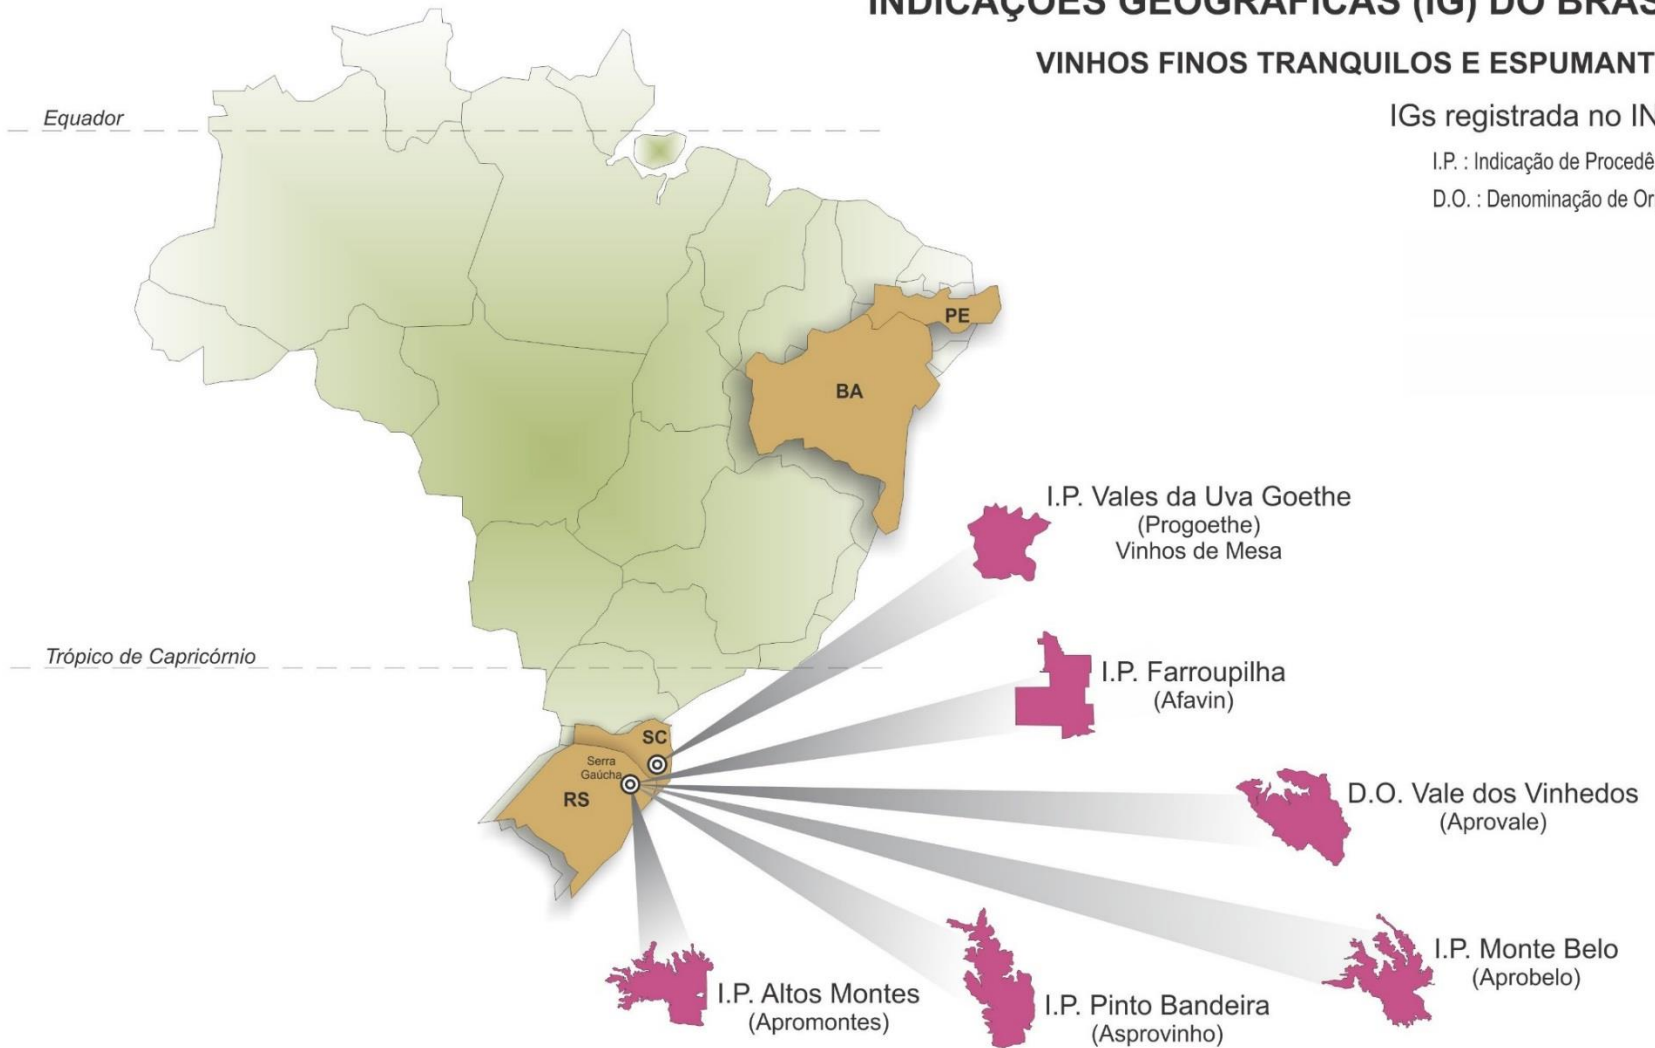 INDICAÇÕES GEOGRÁFICAS (IG) DO BRAS
VINHOS FINOS TRANQUILOS E ESPUMANT
IGs registrada no IN
I.P. : Indicação de Procedê
D.O. : Denominação de Or
Equador
PE
BA
I.P. Vales da Uva Goethe
(Progoethe)
Vinhos de Mesa
Trópico de Capricórnio
I.P. Farroupilha
(Afavin)
SC
Serra
Gaúcha
RS
D.O. Vale dos Vinhedos
(Aprovale)
I.P. Monte Belo
(Aprobelo)
I.P. Altos Montes
(Apromontes)
I.P. Pinto Bandeira
(Asprovinho)